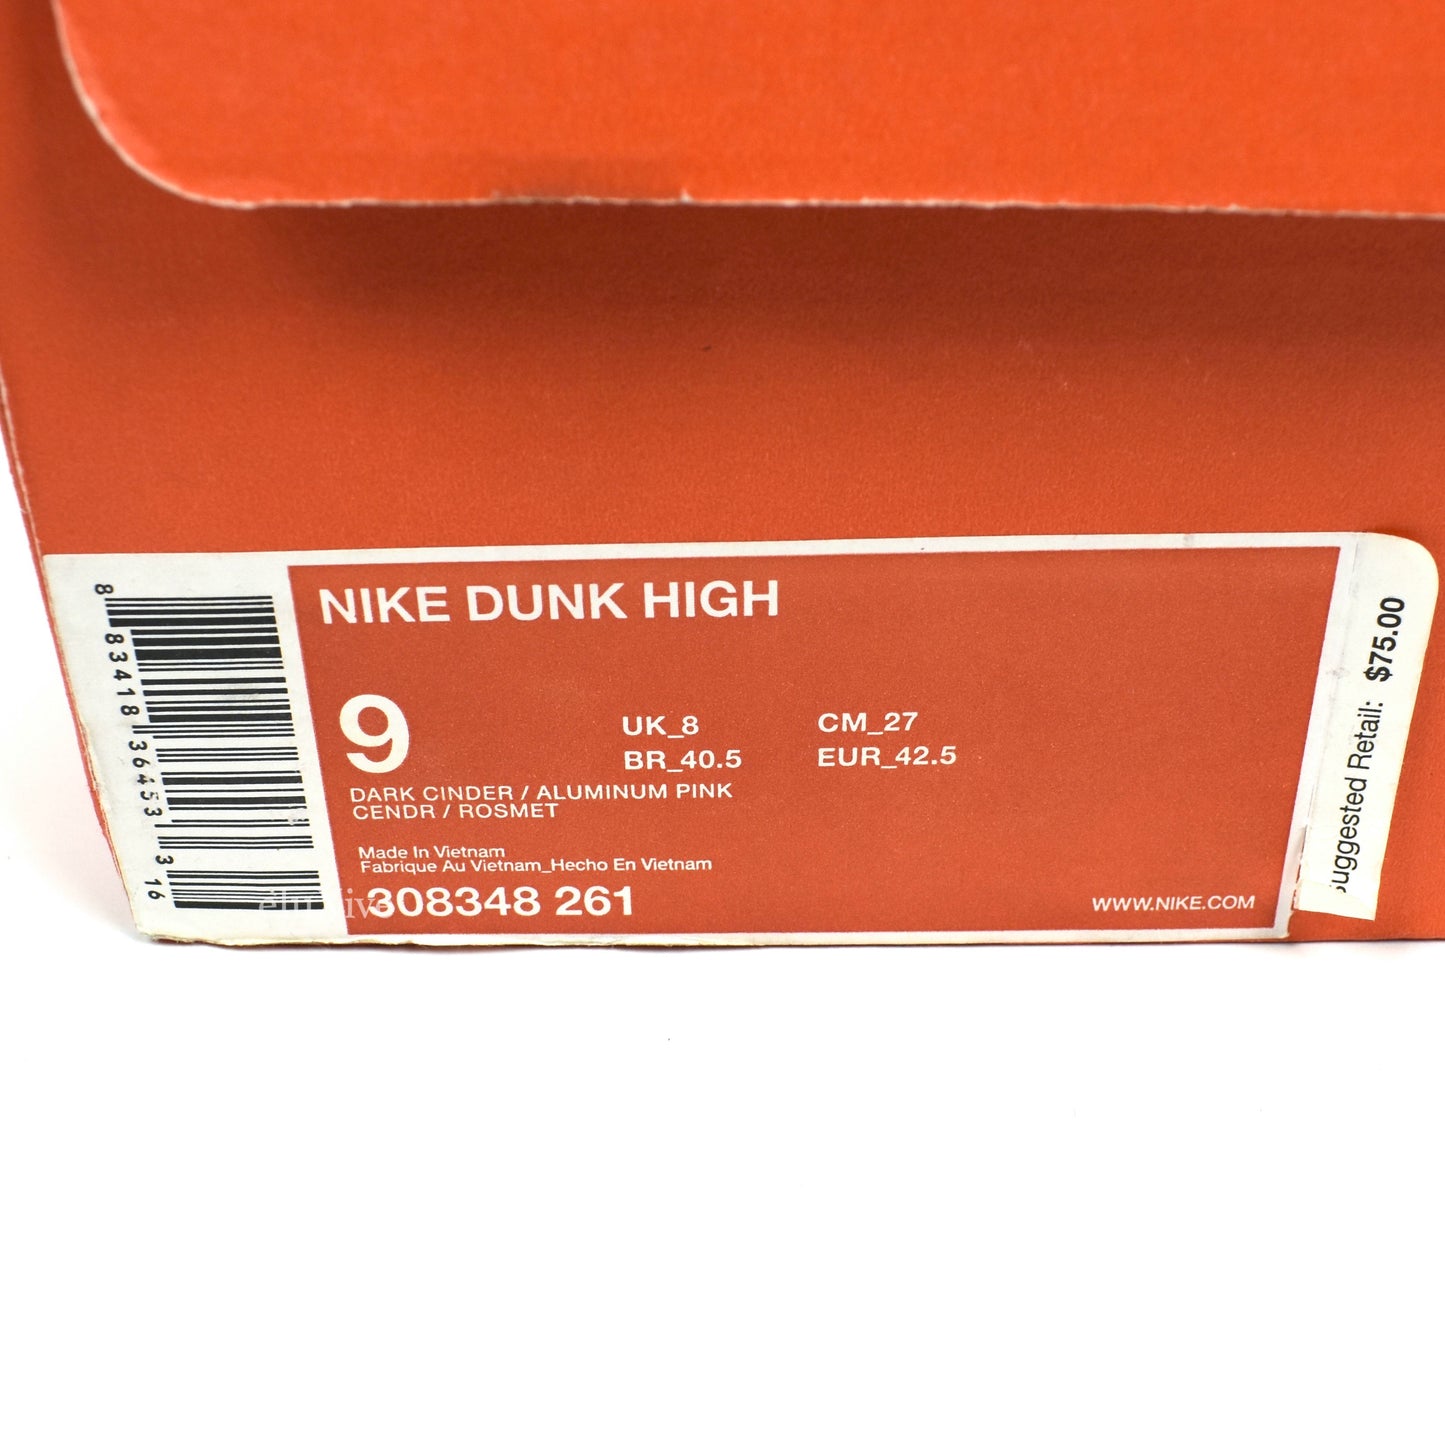 NIKE DUNK HIGH
9
UK_8 CM_27
BR_40.5 EUR_42.5
DARK CINDER / ALUMINUM PINK
CENDR / ROSMET
Made In Vietnam
Fabrique Au Vietnam_Hecho En Vietnam
308348 261
WWW.NIKE.COM
8 83418 36453 3 16
Suggested Retail: $75.00